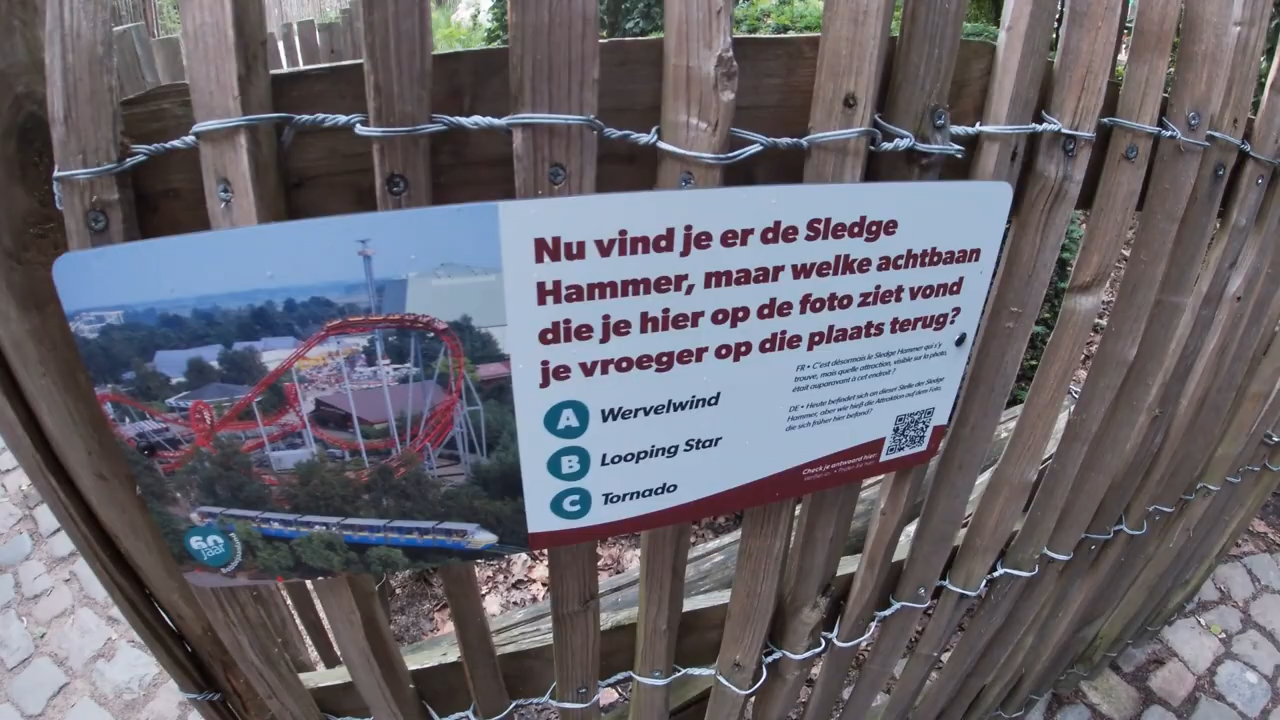 Nu vind je er de Sledge
Hammer, maar welke achtbaan
die je hier op de foto ziet vond
je vroeger op die plaats terug?
A Wervelwind
B Looping Star
C Tornado
FR • C'est désormais le Sledge Hammer qui s'y
trouve, mais quelle attraction, visible sur la photo,
était auparavant à cet endroit ?
DE • Heute befindet sich an dieser Stelle der Sledge
Hammer, aber wie hieß die Attraktion auf dem Foto,
die sich früher hier befand?
Check je antwoord hier:
60
jaar